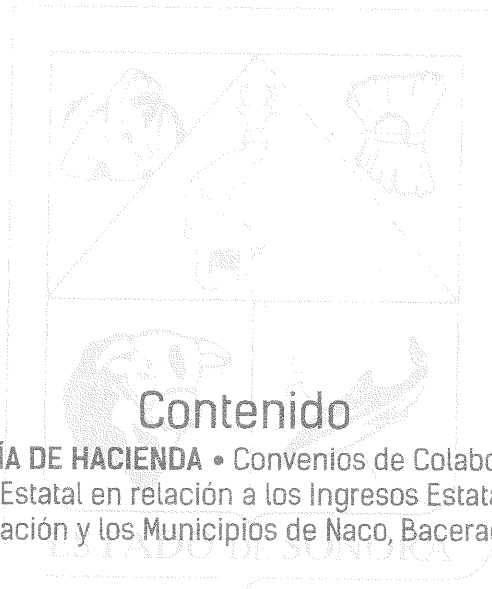 Contenido
ÍA DE HACIENDA • Convenios de Colabo
Estatal en relación a los Ingresos Estata
ación y los Municipios de Naco, Bacera
ESTADO DE SONORA